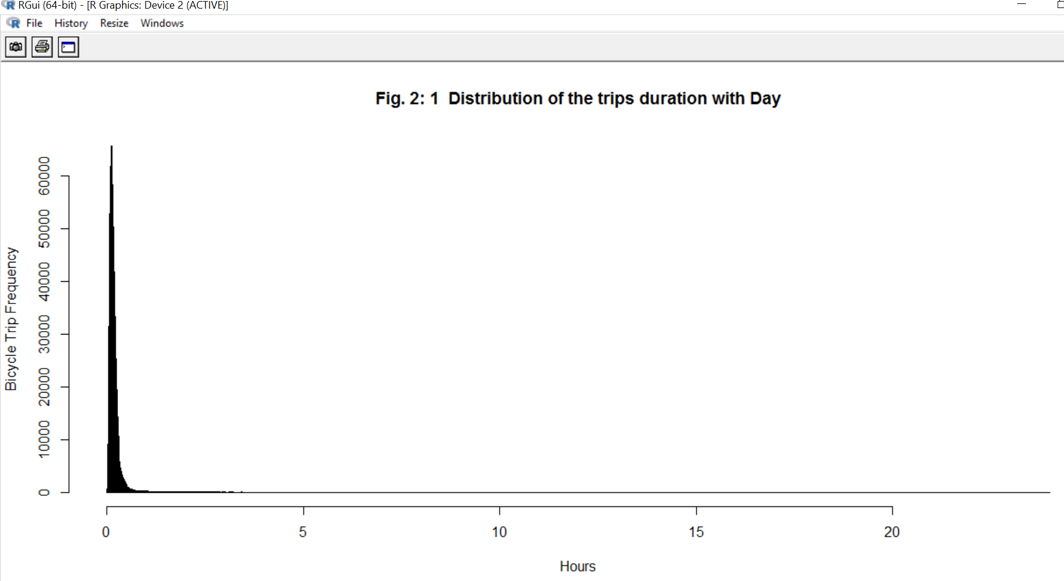 RGui (64-bit) - [R Graphics: Device 2 (ACTIVE)]
File History Resize Windows
Fig. 2: 1 Distribution of the trips duration with Day
Bicycle Trip Frequency
60000
50000
40000
30000
20000
10000
0
0 5 10 15 20
Hours